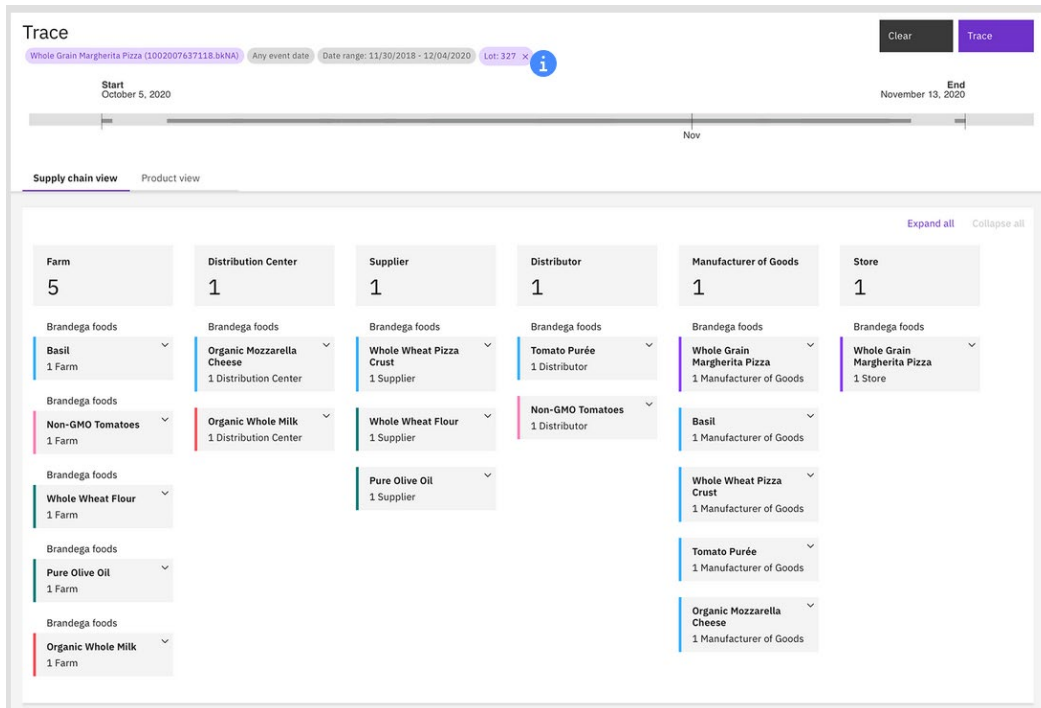 Trace
Clear
Trace
Whole Grain Margherita Pizza (1002007637118.bkNA)
Any event date
Date range: 11/30/2018 - 12/04/2020
Lot: 327 ×
i
Start
October 5, 2020
End
November 13, 2020
Nov
Supply chain view
Product view
Expand all
Collapse all
Farm
5
Brandega foods
Basil
1 Farm
Brandega foods
Non-GMO Tomatoes
1 Farm
Brandega foods
Whole Wheat Flour
1 Farm
Brandega foods
Pure Olive Oil
1 Farm
Brandega foods
Organic Whole Milk
1 Farm
Distribution Center
1
Brandega foods
Organic Mozzarella
Cheese
1 Distribution Center
Organic Whole Milk
1 Distribution Center
Supplier
1
Brandega foods
Whole Wheat Pizza
Crust
1 Supplier
Whole Wheat Flour
1 Supplier
Pure Olive Oil
1 Supplier
Distributor
1
Brandega foods
Tomato Purée
1 Distributor
Non-GMO Tomatoes
1 Distributor
Manufacturer of Goods
1
Brandega foods
Whole Grain
Margherita Pizza
1 Manufacturer of Goods
Basil
1 Manufacturer of Goods
Whole Wheat Pizza
Crust
1 Manufacturer of Goods
Tomato Purée
1 Manufacturer of Goods
Organic Mozzarella
Cheese
1 Manufacturer of Goods
Store
1
Brandega foods
Whole Grain
Margherita Pizza
1 Store